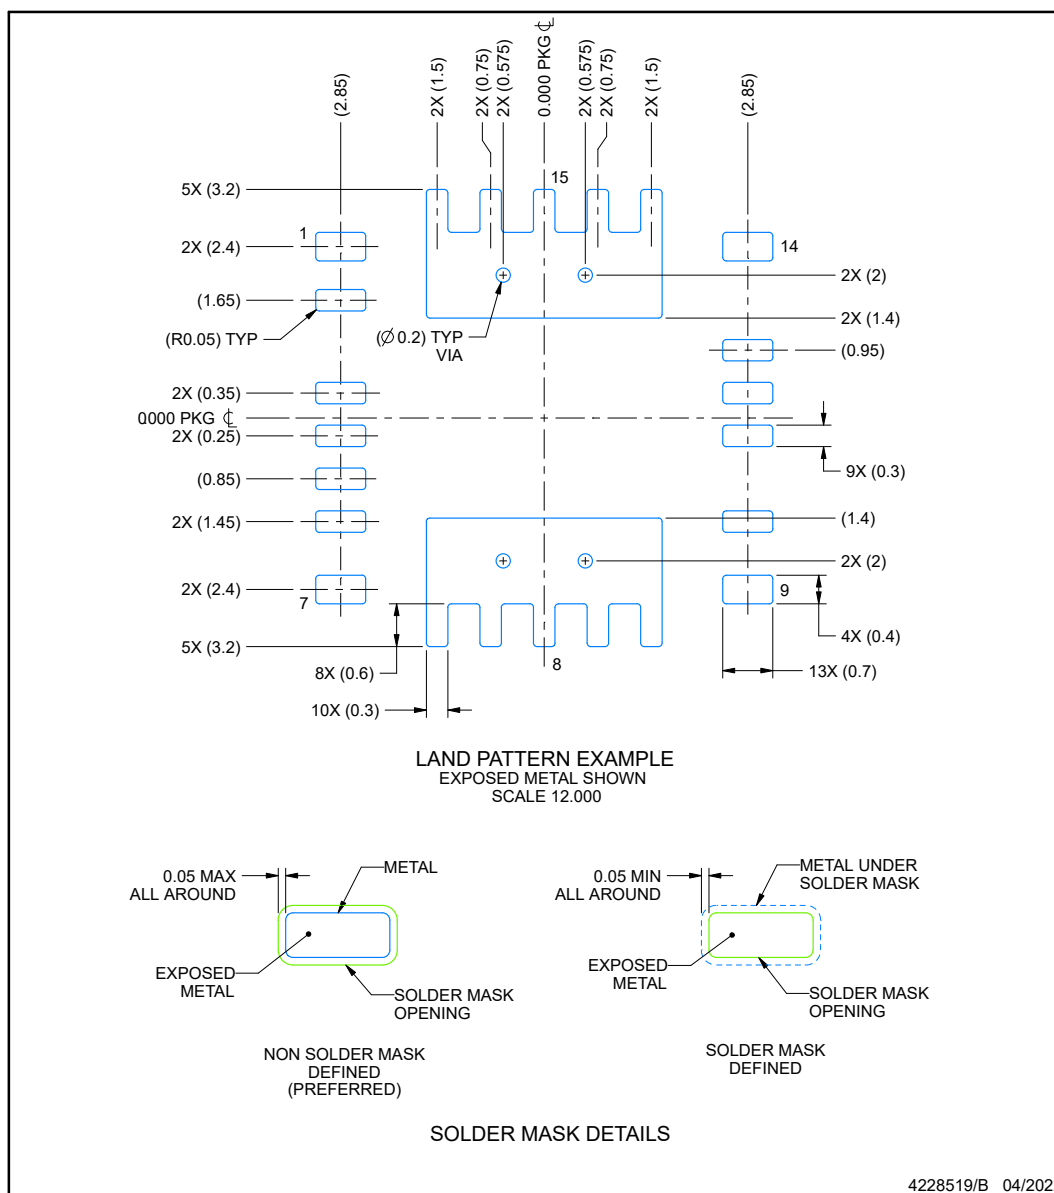 (2.85)
2X (1.5)
2X (0.75)
2X (0.575)
0.000 PKG ℄
2X (0.575)
2X (0.75)
2X (1.5)
(2.85)
5X (3.2)
15
1
2X (2.4)
14
2X (2)
(1.65)
(R0.05) TYP
(∅0.2) TYP
VIA
2X (1.4)
(0.95)
2X (0.35)
0.000 PKG ℄
2X (0.25)
9X (0.3)
(0.85)
2X (1.45)
(1.4)
2X (2)
2X (2.4)
7
9
4X (0.4)
5X (3.2)
8
8X (0.6)
13X (0.7)
10X (0.3)
LAND PATTERN EXAMPLE
EXPOSED METAL SHOWN
SCALE 12.000
0.05 MAX
ALL AROUND
METAL
EXPOSED
METAL
SOLDER MASK
OPENING
NON SOLDER MASK
DEFINED
(PREFERRED)
0.05 MIN
ALL AROUND
METAL UNDER
SOLDER MASK
EXPOSED
METAL
SOLDER MASK
OPENING
SOLDER MASK
DEFINED
SOLDER MASK DETAILS
4228519/B 04/202